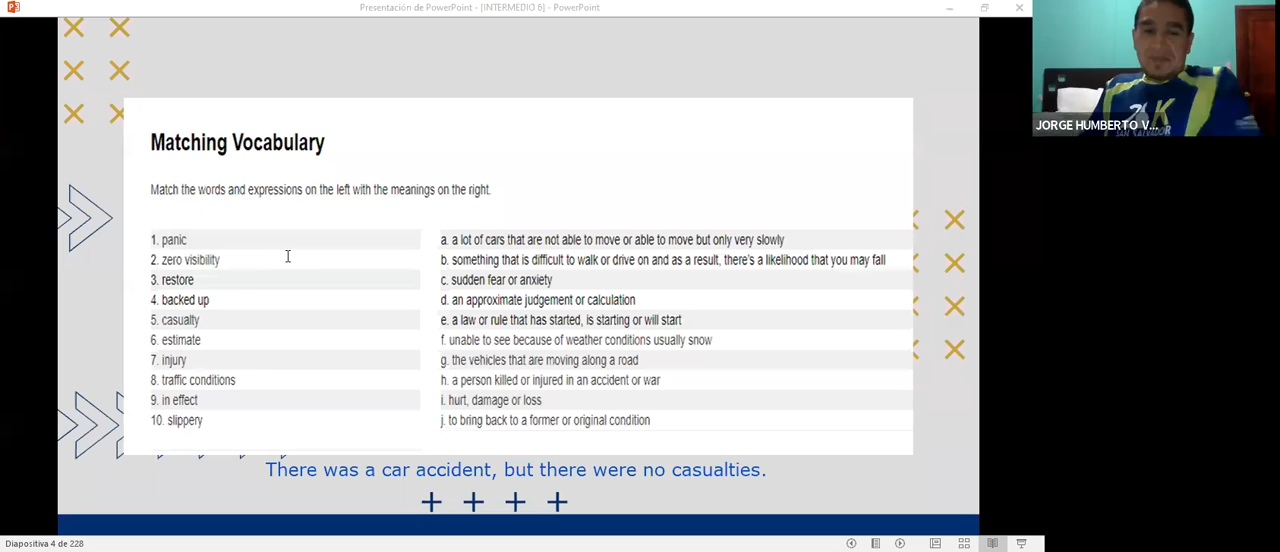 Presentación de PowerPoint - [INTERMEDIO 6] - PowerPoint
JORGE HUMBERTO V...
K
SAN SALVADOR
Matching Vocabulary
Match the words and expressions on the left with the meanings on the right.
1. panic
a. a lot of cars that are not able to move or able to move but only very slowly
2. zero visibility
b. something that is difficult to walk or drive on and as a result, there's a likelihood that you may fall
3. restore
c. sudden fear or anxiety
4. backed up
d. an approximate judgement or calculation
5. casualty
e. a law or rule that has started, is starting or will start
6. estimate
f. unable to see because of weather conditions usually snow
7. injury
g. the vehicles that are moving along a road
8. traffic conditions
h. a person killed or injured in an accident or war
9. in effect
i. hurt, damage or loss
10. slippery
j. to bring back to a former or original condition
There was a car accident, but there were no casualties.
Diapositiva 4 de 228